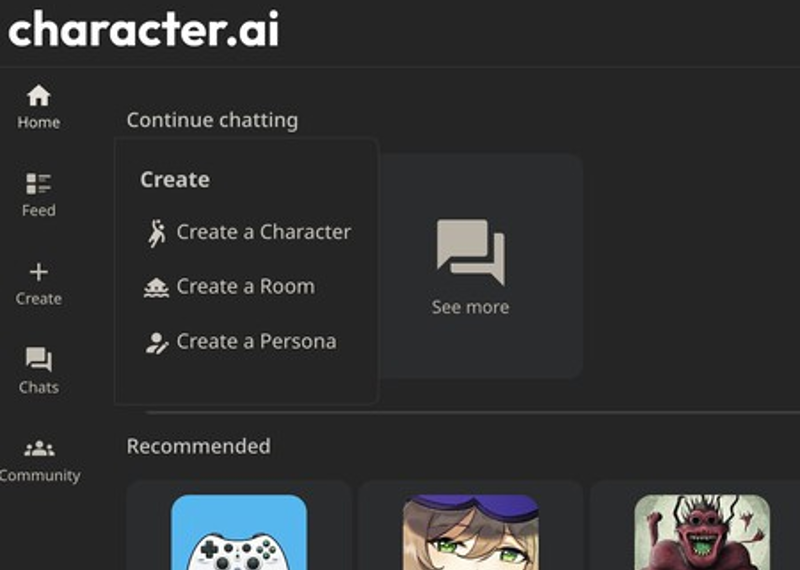 character.ai
Home
Feed
Create
Chats
Community
Continue chatting
Create
Create a Character
Create a Room
Create a Persona
See more
Recommended